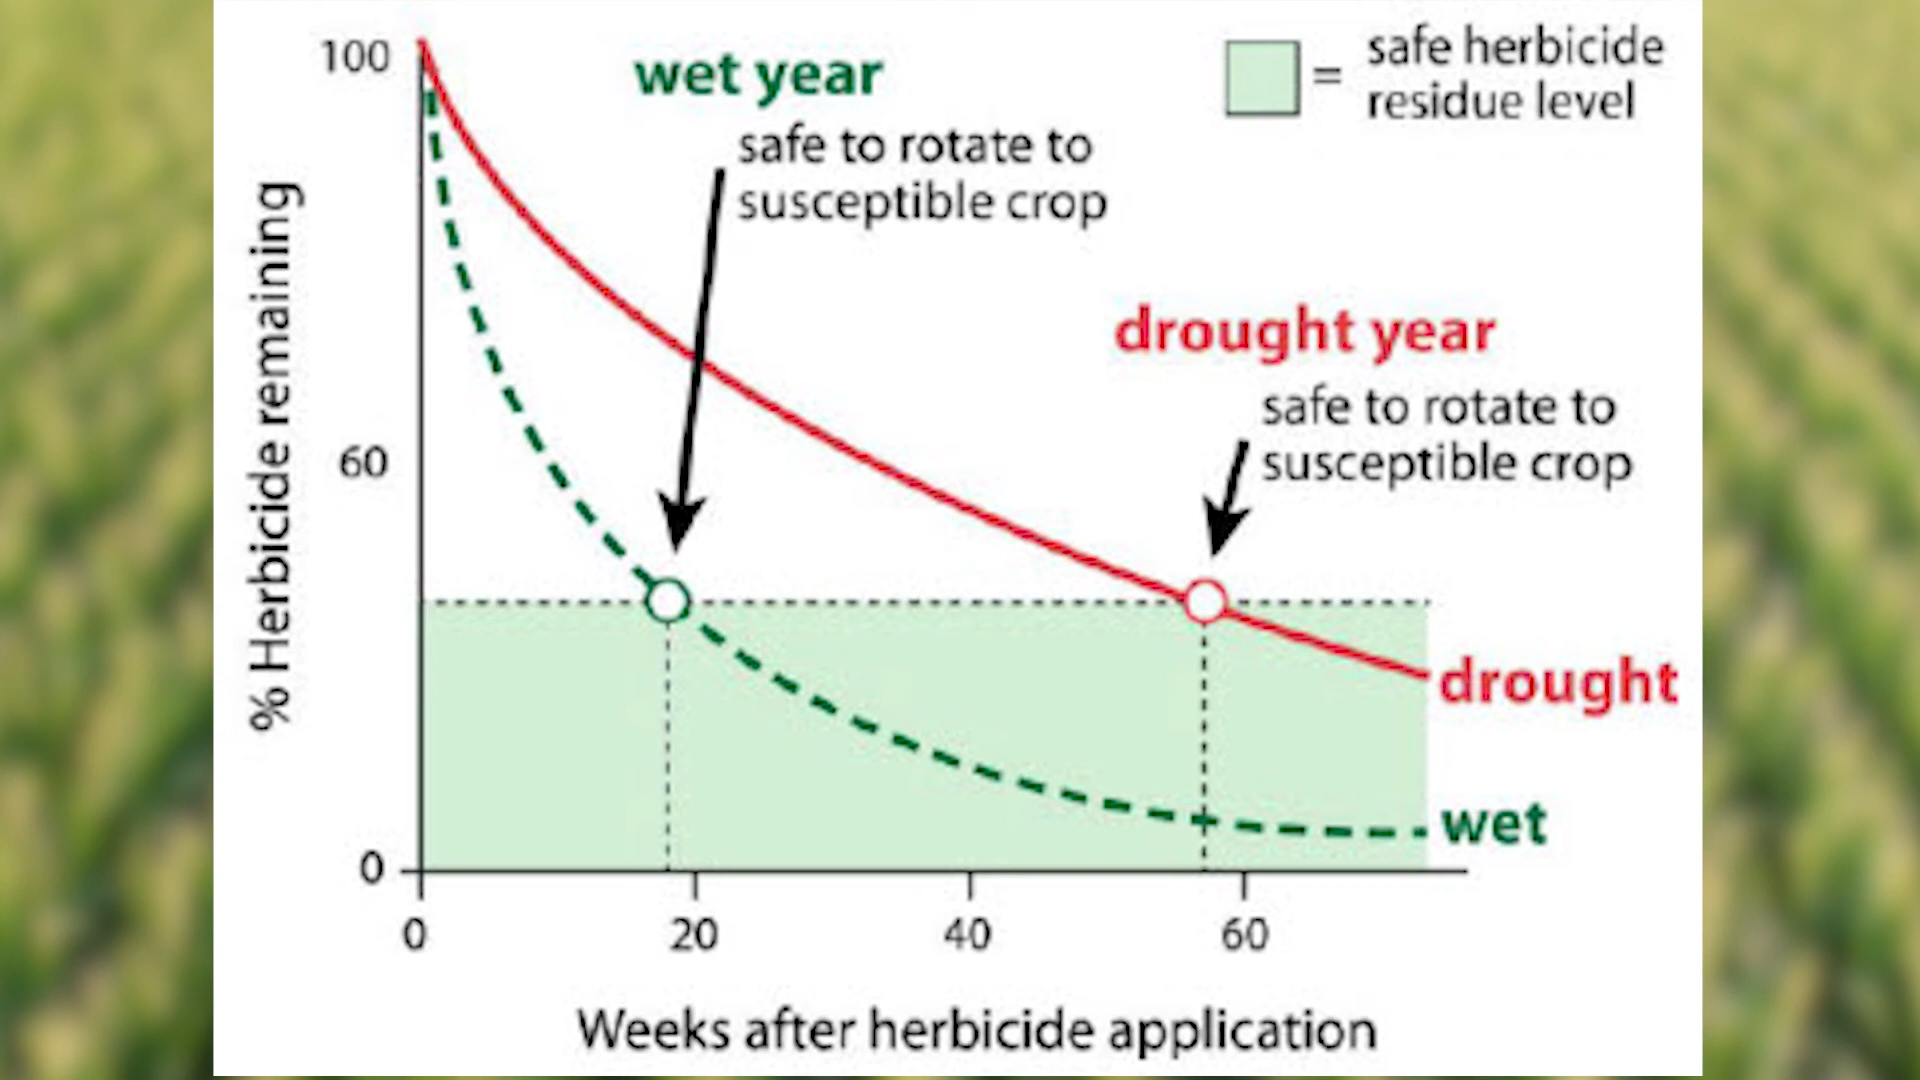 100
wet year
safe to rotate to
susceptible crop
= safe herbicide
residue level
% Herbicide remaining
60
drought year
safe to rotate to
susceptible crop
drought
wet
0
0 20 40 60
Weeks after herbicide application